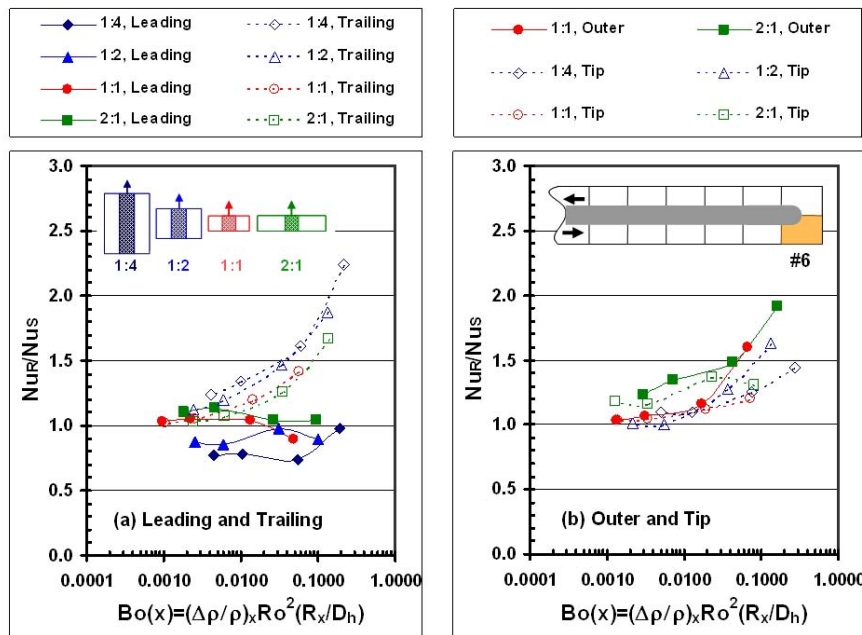 1:4, Leading 1:4, Trailing
1:2, Leading 1:2, Trailing
1:1, Leading 1:1, Trailing
2:1, Leading 2:1, Trailing
1:1, Outer 2:1, Outer
1:4, Tip 1:2, Tip
1:1, Tip 2:1, Tip
3.0
2.5
2.0
1.5
1.0
0.5
0.0
NuR/NuS
1:4 1:2 1:1 2:1
(a) Leading and Trailing
0.0001 0.0010 0.0100 0.1000 1.0000
Bo(x)=(Δρ/ρ)xRo²(Rx/Dh)
3.0
2.5
2.0
1.5
1.0
0.5
0.0
NuR/NuS
#6
(b) Outer and Tip
0.0001 0.0010 0.0100 0.1000 1.0000
Bo(x)=(Δρ/ρ)xRo²(Rx/Dh)